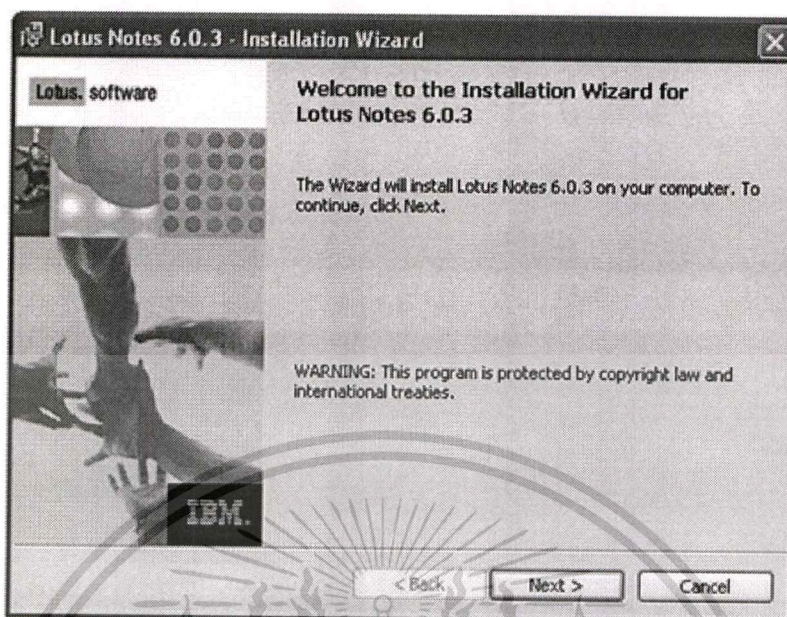 Lotus Notes 6.0.3 - Installation Wizard
Lotus. software
Welcome to the Installation Wizard for
Lotus Notes 6.0.3
The Wizard will install Lotus Notes 6.0.3 on your computer. To
continue, click Next.
WARNING: This program is protected by copyright law and
international treaties.
IBM.
< Back
Next >
Cancel